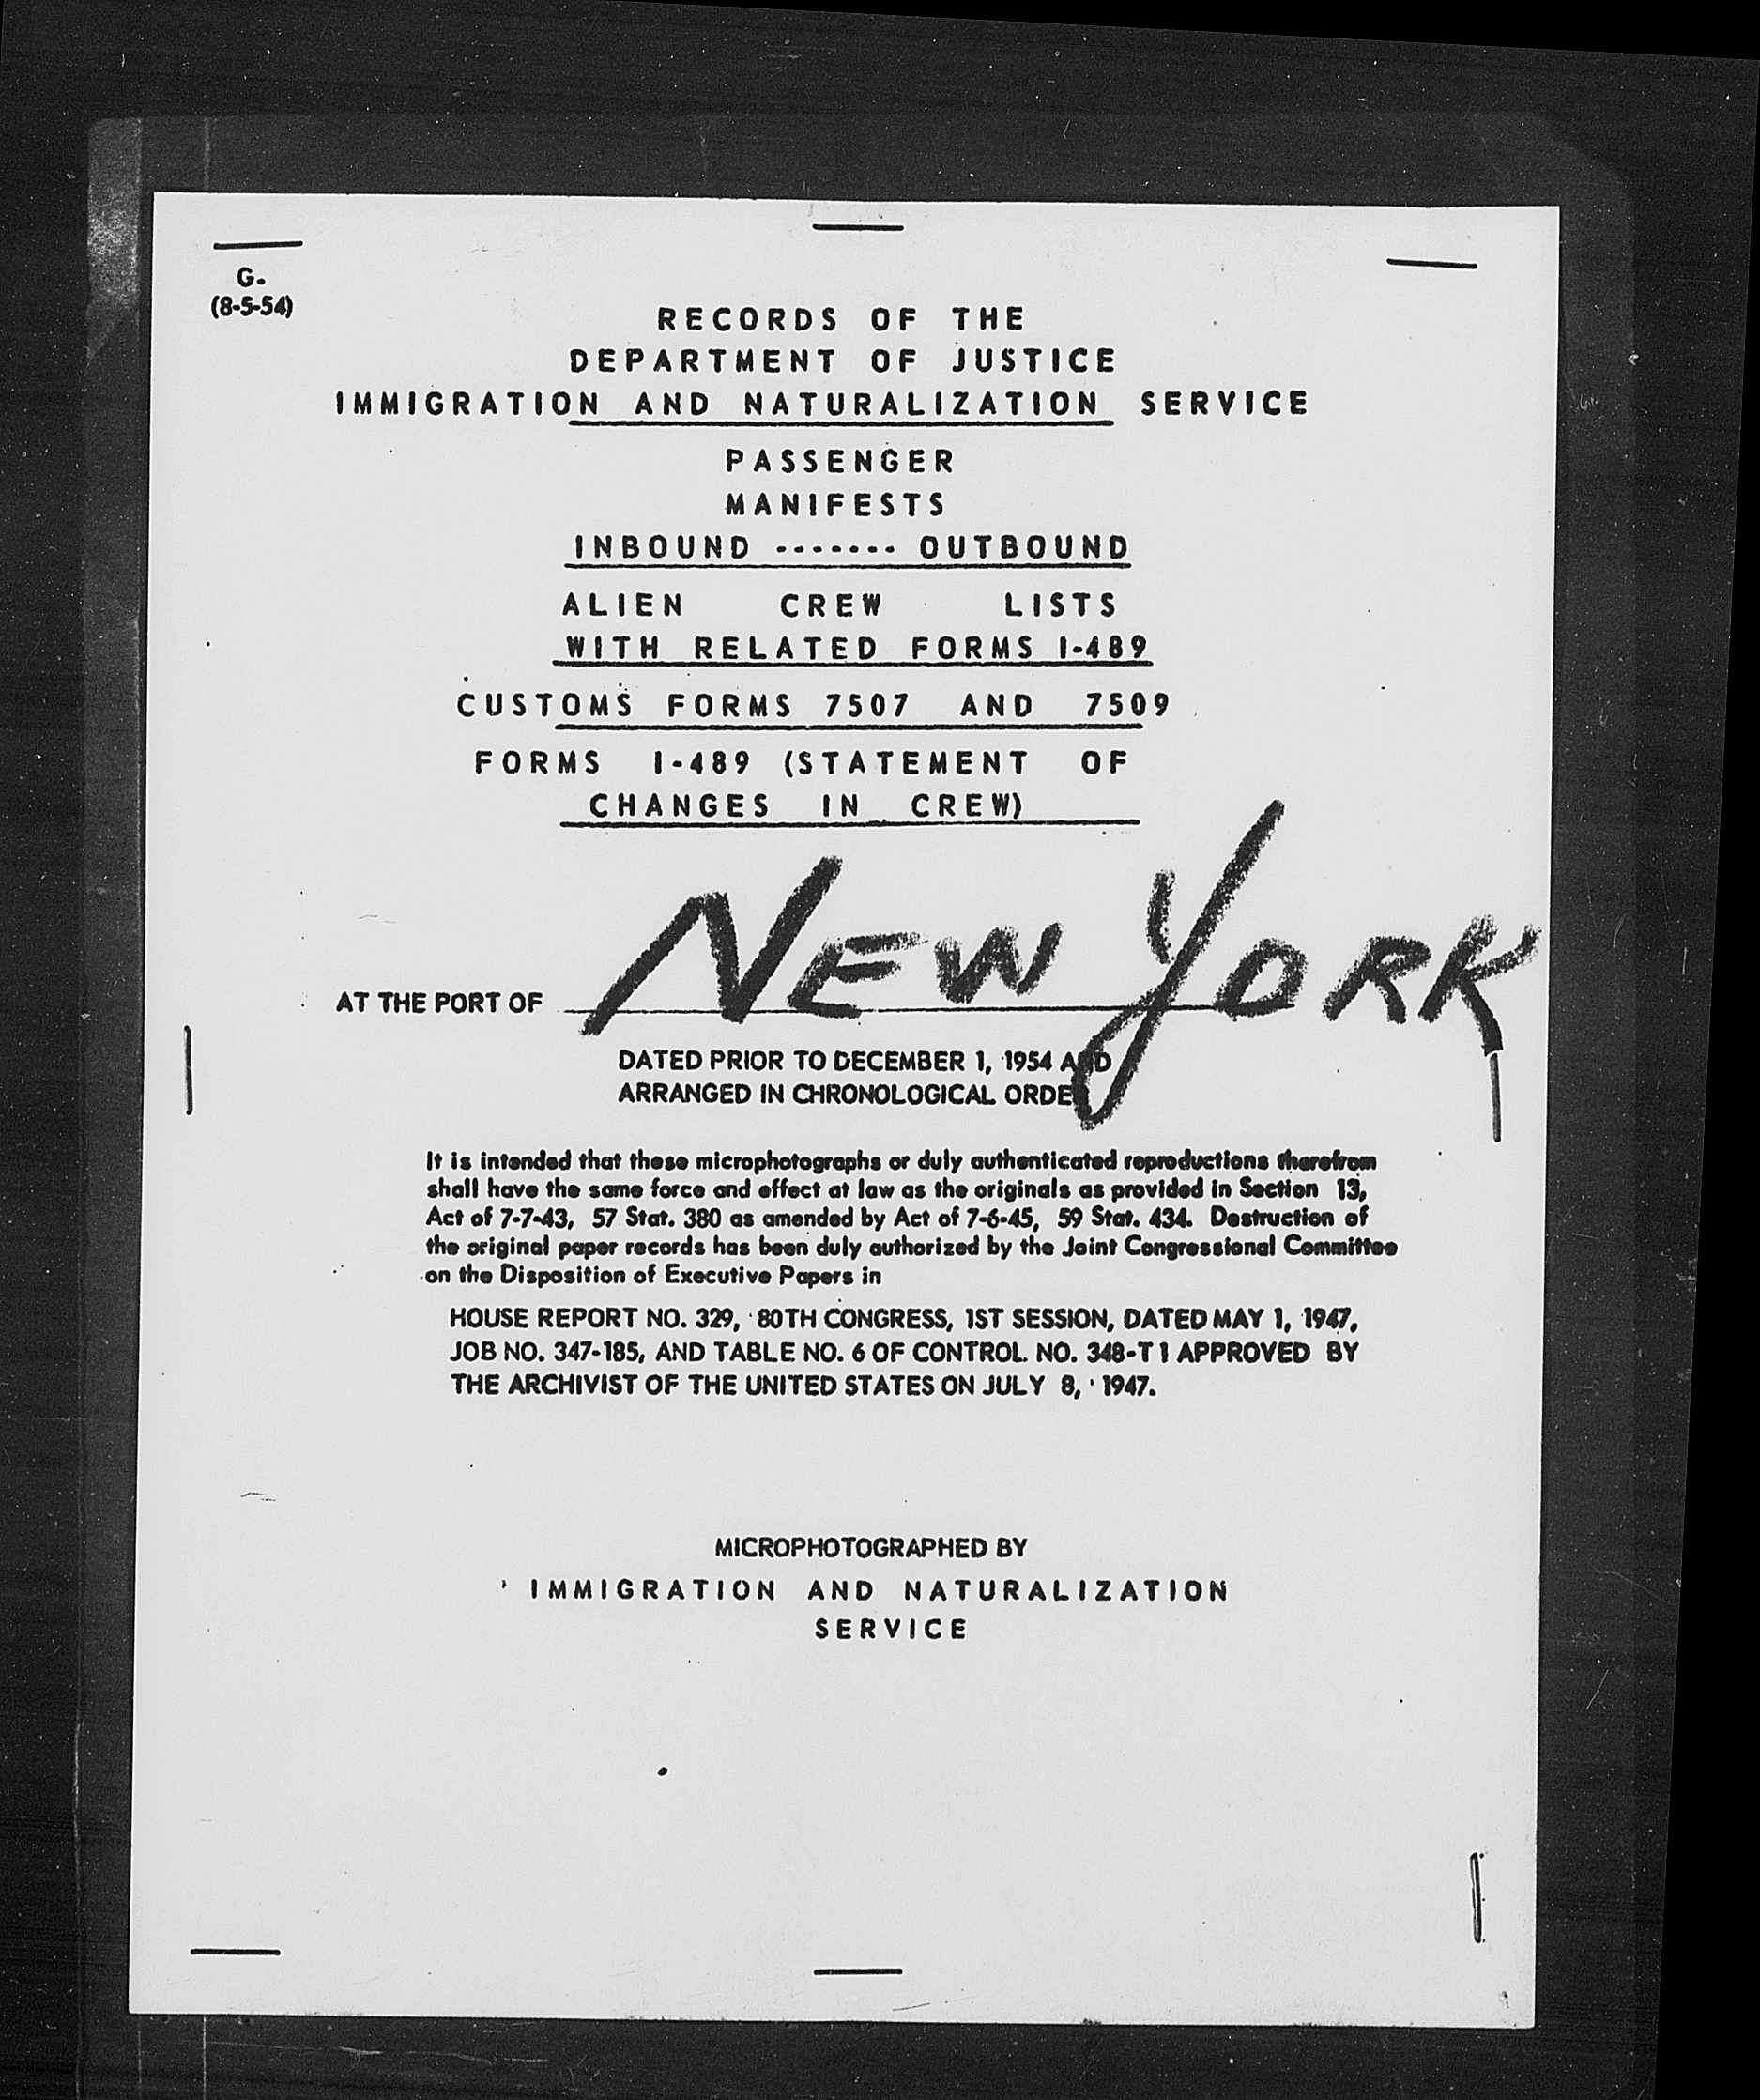 G-
(8-5-54)
RECORDS OF THE
DEPARTMENT OF JUSTICE
IMMIGRATION AND NATURALIZATION SERVICE
PASSENGER
MANIFESTS
INBOUND ------- OUTBOUND
ALIEN CREW LISTS
WITH RELATED FORMS I-489
CUSTOMS FORMS 7507 AND 7509
FORMS I-489 (STATEMENT OF
CHANGES IN CREW)
AT THE PORT OF NEW YORK
DATED PRIOR TO DECEMBER 1, 1954 AND
ARRANGED IN CHRONOLOGICAL ORDER
It is intended that these microphotographs or duly authenticated reproductions therefrom
shall have the same force and effect at law as the originals as provided in Section 13,
Act of 7-7-43, 57 Stat. 380 as amended by Act of 7-6-45, 59 Stat. 434. Destruction of
the original paper records has been duly authorized by the Joint Congressional Committee
on the Disposition of Executive Papers in
HOUSE REPORT NO. 329, 80TH CONGRESS, 1ST SESSION, DATED MAY 1, 1947,
JOB NO. 347-185, AND TABLE NO. 6 OF CONTROL NO. 348-T1 APPROVED BY
THE ARCHIVIST OF THE UNITED STATES ON JULY 8, 1947.
MICROPHOTOGRAPHED BY
IMMIGRATION AND NATURALIZATION
SERVICE